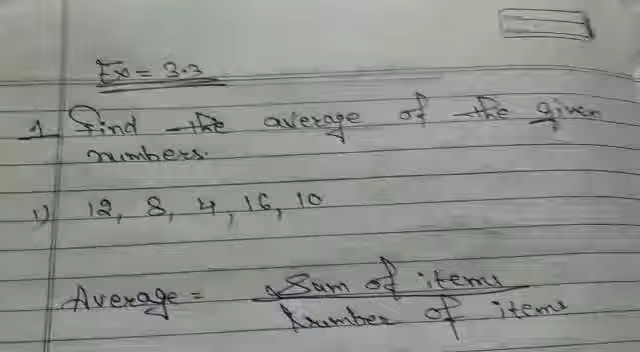 Ex = 3.3
1 Find the average of the given
numbers.
1) 12, 8, 4, 16, 10
Average = Sum of items
Number of items